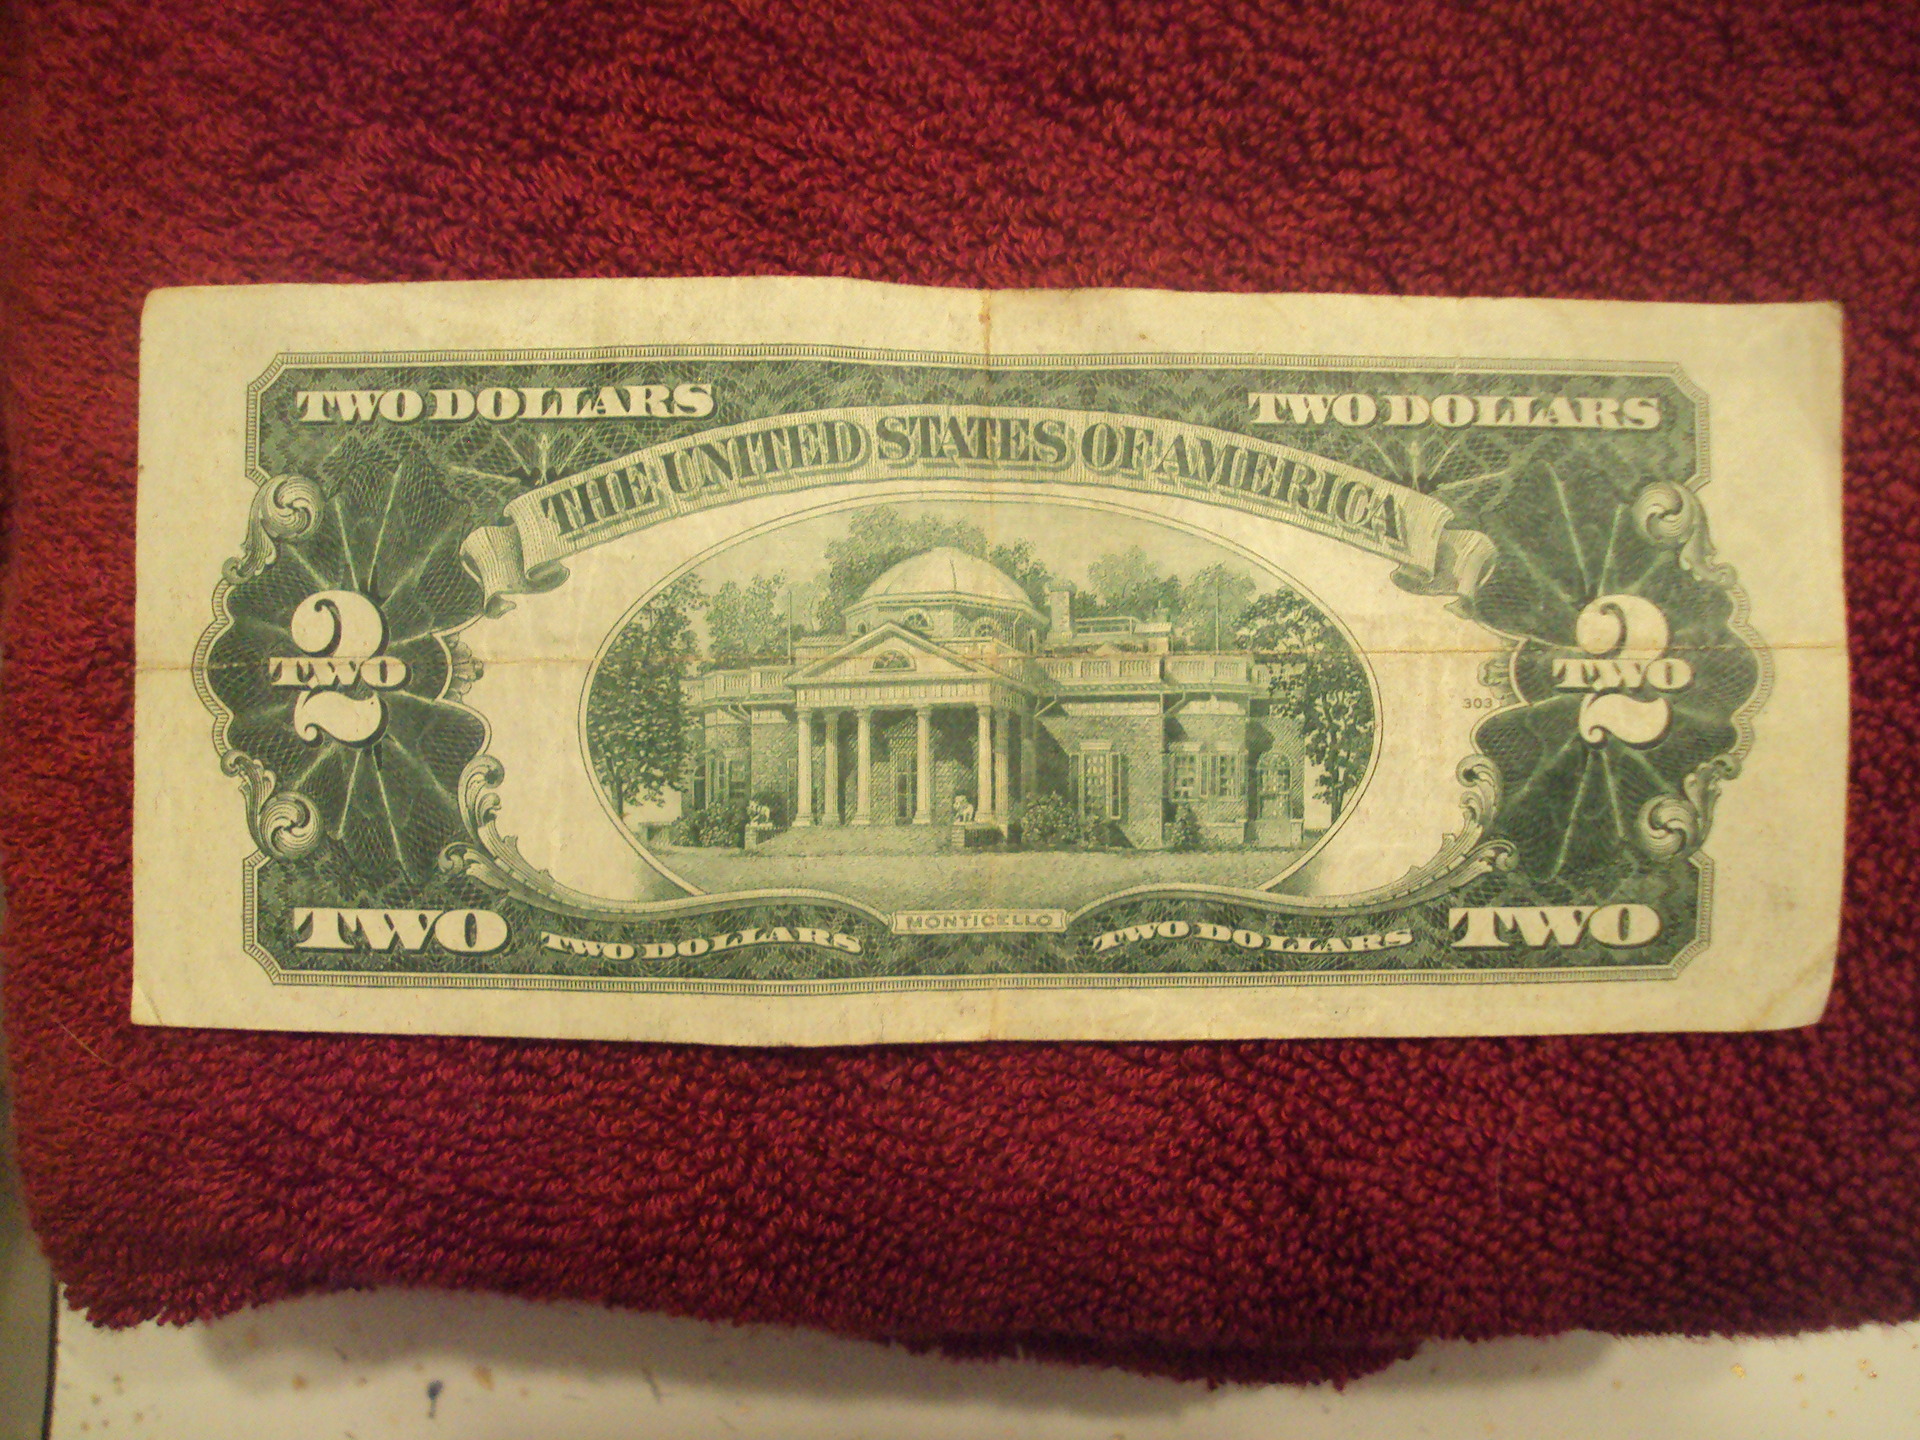 TWO DOLLARS
TWO DOLLARS
THE UNITED STATES OF AMERICA
2
TWO
2
TWO
303
MONTICELLO
TWO
TWO DOLLARS
TWO DOLLARS
TWO